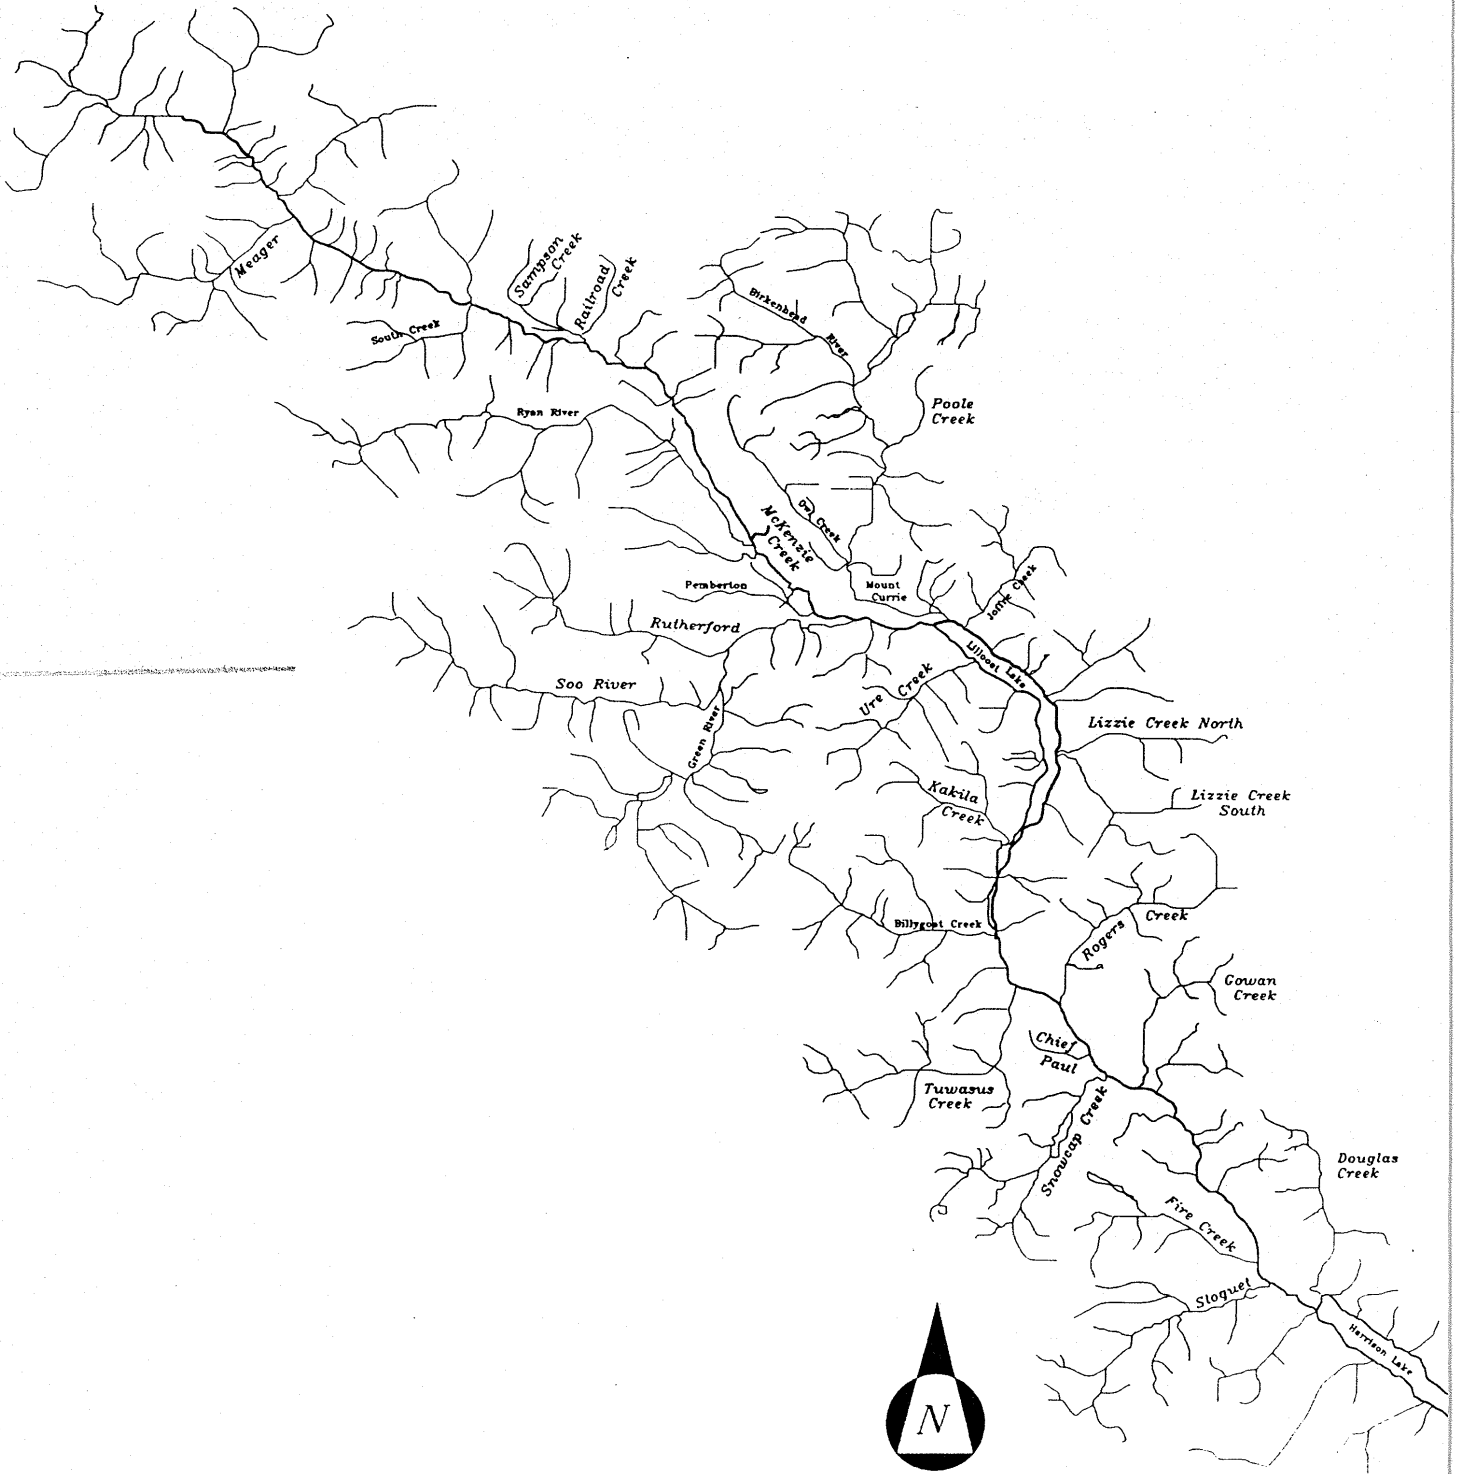 Sampson
Creek
Railroad
Creek
Meager
South Creek
Birkenhead
River
Ryan River
Poole
Creek
Owl Creek
McKenzie
Creek
Joffre Creek
Pemberton
Mount
Currie
Rutherford
Lillooet Lake
Soo River
Ure Creek
Green River
Lizzie Creek North
Kakila
Creek
Lizzie Creek
South
Billygoat Creek
Rogers
Creek
Gowan
Creek
Chief
Paul
Tuwasus
Creek
Snowcap Creek
Douglas
Creek
Fire Creek
Sloquet
Harrison Lake
N